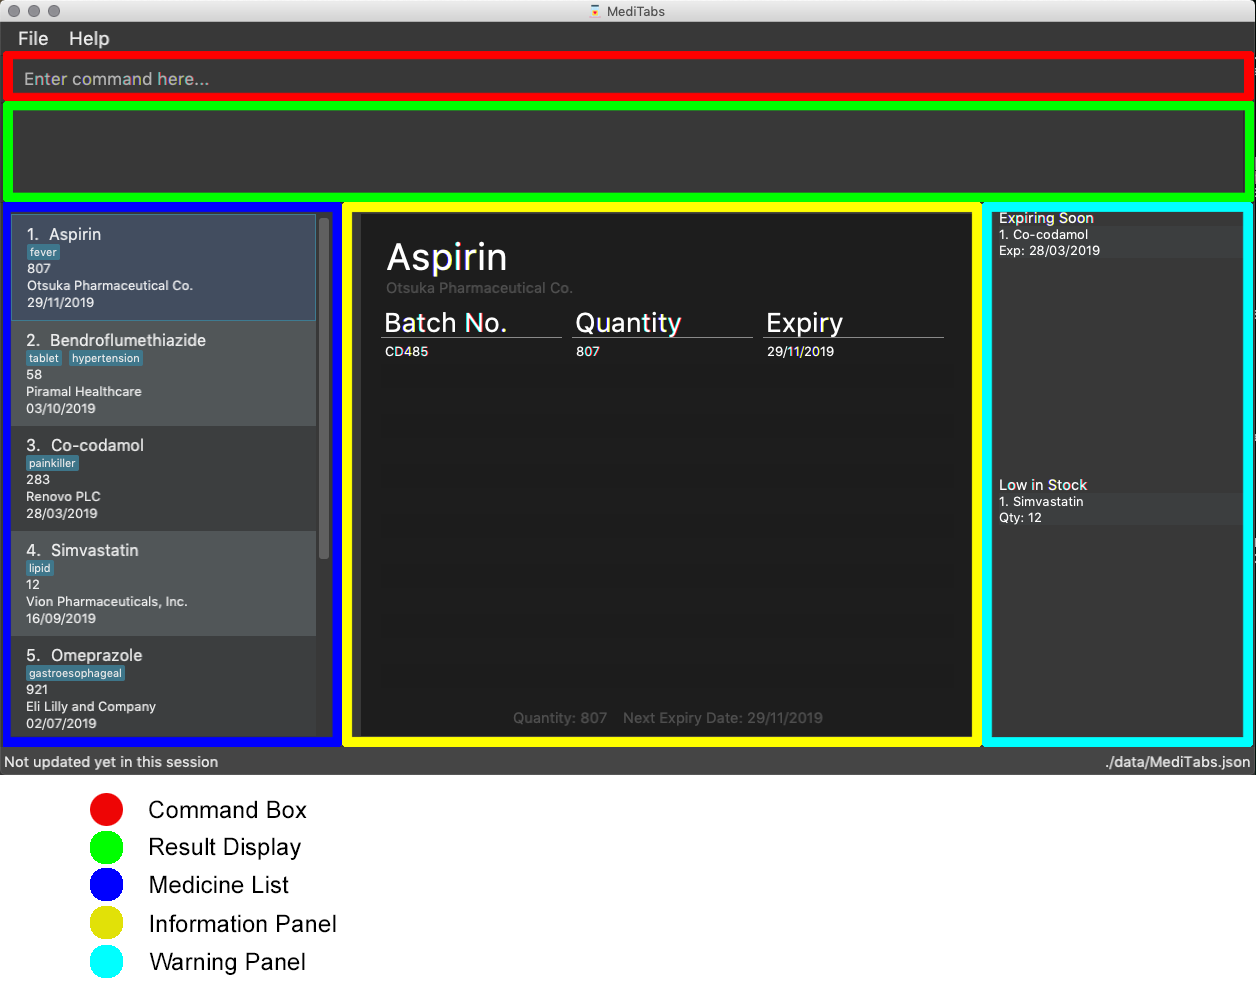 MediTabs
File Help
Enter command here...
1. Aspirin
fever
807
Otsuka Pharmaceutical Co.
29/11/2019
2. Bendroflumethiazide
tablet hypertension
58
Piramal Healthcare
03/10/2019
3. Co-codamol
painkiller
283
Renovo PLC
28/03/2019
4. Simvastatin
lipid
12
Vion Pharmaceuticals, Inc.
16/09/2019
5. Omeprazole
gastroesophageal
921
Eli Lilly and Company
02/07/2019
Aspirin
Otsuka Pharmaceutical Co.
Batch No. Quantity Expiry
CD485 807 29/11/2019
Quantity: 807 Next Expiry Date: 29/11/2019
Expiring Soon
1. Co-codamol
Exp: 28/03/2019
Low in Stock
1. Simvastatin
Qty: 12
Not updated yet in this session
./data/MediTabs.json
Command Box
Result Display
Medicine List
Information Panel
Warning Panel